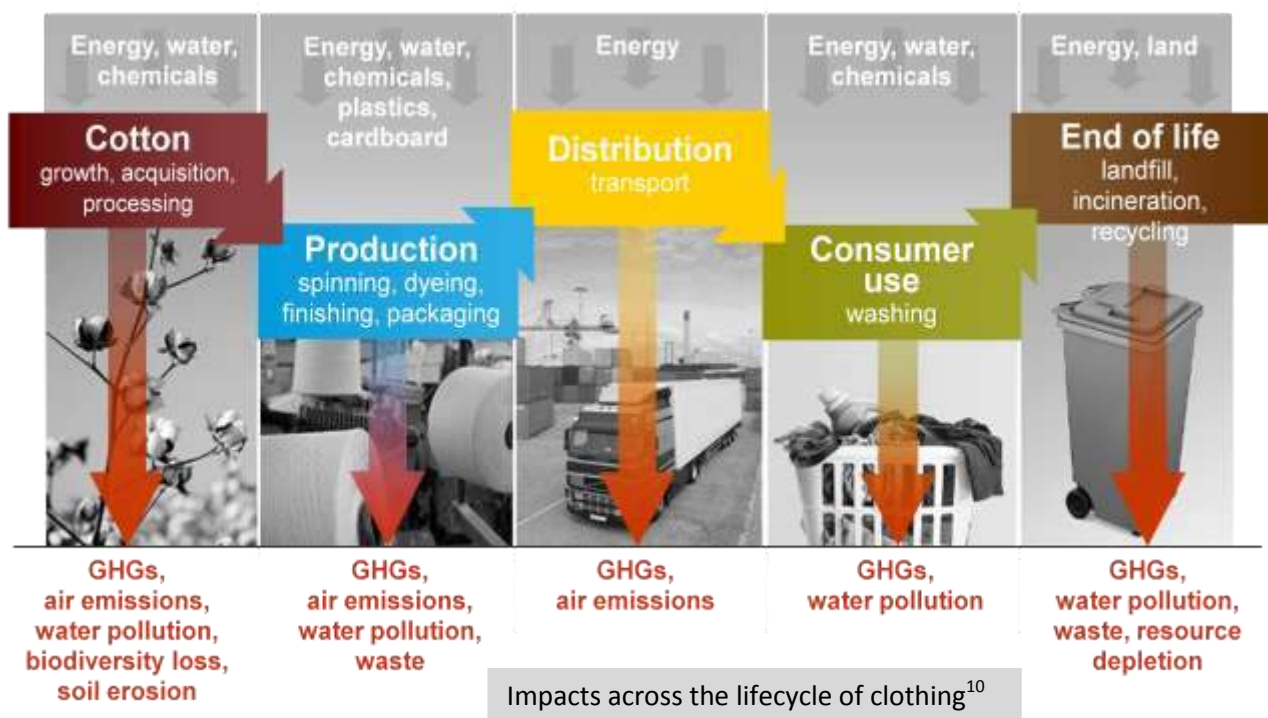 Energy, water,
chemicals
Cotton
growth, acquisition,
processing
GHGs,
air emissions,
water pollution,
biodiversity loss,
soil erosion
Energy, water,
chemicals,
plastics,
cardboard
Production
spinning, dyeing,
finishing, packaging
GHGs,
air emissions,
water pollution,
waste
Energy
Distribution
transport
GHGs,
air emissions
Energy, water,
chemicals
Consumer
use
washing
GHGs,
water pollution
Energy, land
End of life
landfill,
incineration,
recycling
GHGs,
water pollution,
waste, resource
depletion
Impacts across the lifecycle of clothing10